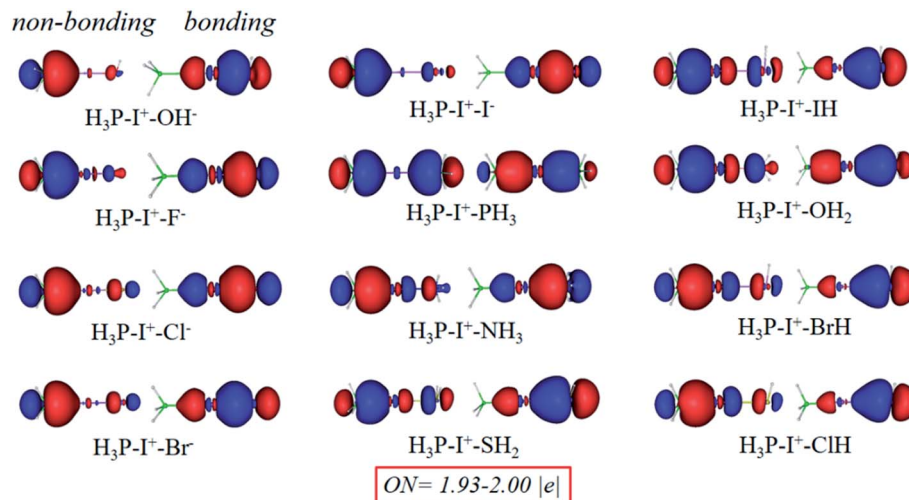 non-bonding bonding
H₃P-I⁺-OH⁻
H₃P-I⁺-I⁻
H₃P-I⁺-IH
H₃P-I⁺-F⁻
H₃P-I⁺-PH₃
H₃P-I⁺-OH₂
H₃P-I⁺-Cl⁻
H₃P-I⁺-NH₃
H₃P-I⁺-BrH
H₃P-I⁺-Br⁻
H₃P-I⁺-SH₂
H₃P-I⁺-ClH
ON= 1.93-2.00 |e|